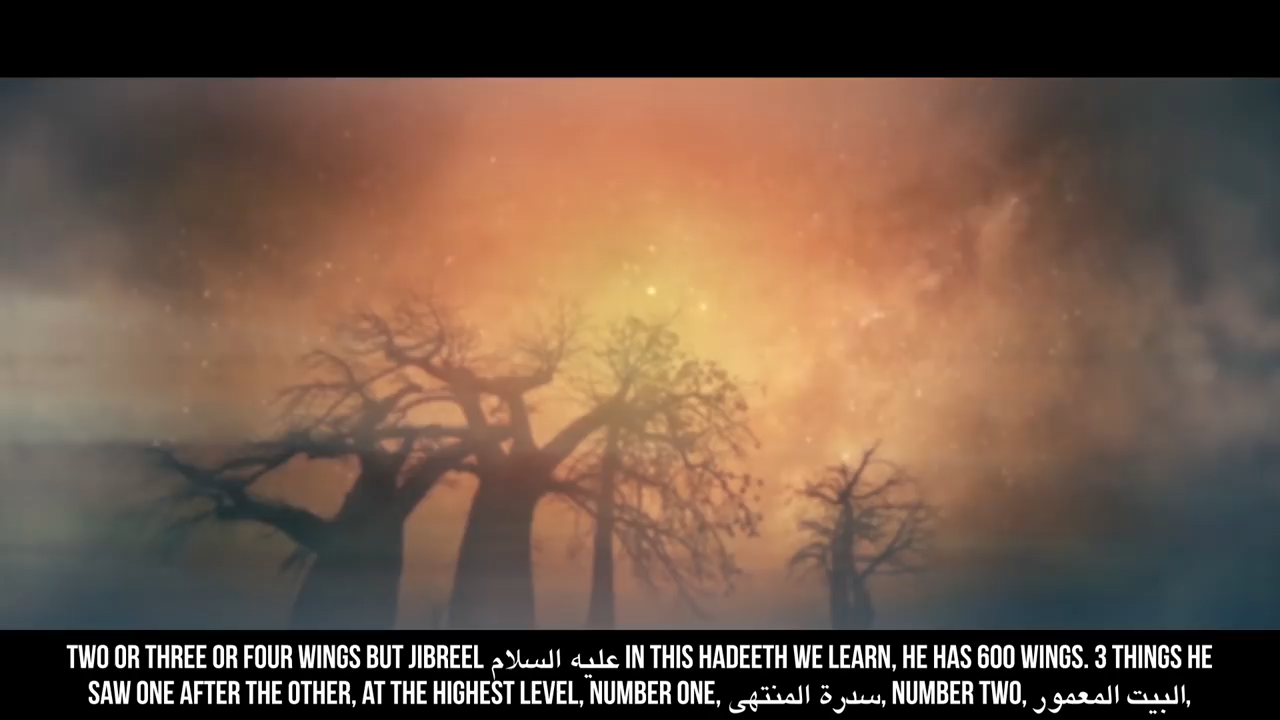 TWO OR THREE OR FOUR WINGS BUT JIBREEL عليه السلام IN THIS HADEETH WE LEARN, HE HAS 600 WINGS. 3 THINGS HE
SAW ONE AFTER THE OTHER, AT THE HIGHEST LEVEL, NUMBER ONE, سدرة المنتهى, NUMBER TWO, البيت المعمور,